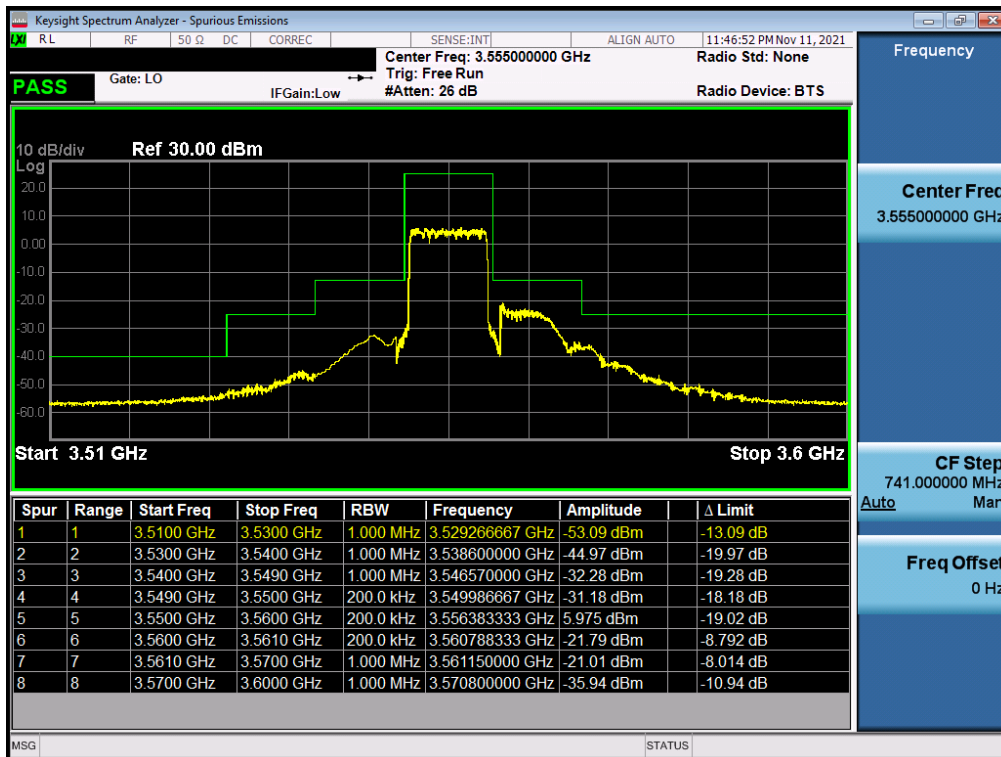 Keysight Spectrum Analyzer - Spurious Emissions
LXI RL RF 50 Ω DC CORREC SENSE:INT ALIGN AUTO 11:46:52 PM Nov 11, 2021
Center Freq: 3.555000000 GHz Radio Std: None
Gate: LO Trig: Free Run
PASS IFGain:Low #Atten: 26 dB Radio Device: BTS
10 dB/div Ref 30.00 dBm
Log
20.0
10.0
0.00
-10.0
-20.0
-30.0
-40.0
-50.0
-60.0
Start 3.51 GHz Stop 3.6 GHz
Spur Range Start Freq Stop Freq RBW Frequency Amplitude Δ Limit
1 1 3.5100 GHz 3.5300 GHz 1.000 MHz 3.529266667 GHz -53.09 dBm -13.09 dB
2 2 3.5300 GHz 3.5400 GHz 1.000 MHz 3.538600000 GHz -44.97 dBm -19.97 dB
3 3 3.5400 GHz 3.5490 GHz 1.000 MHz 3.546570000 GHz -32.28 dBm -19.28 dB
4 4 3.5490 GHz 3.5500 GHz 200.0 kHz 3.549986667 GHz -31.18 dBm -18.18 dB
5 5 3.5500 GHz 3.5600 GHz 200.0 kHz 3.556383333 GHz 5.975 dBm -19.02 dB
6 6 3.5600 GHz 3.5610 GHz 200.0 kHz 3.560788333 GHz -21.79 dBm -8.792 dB
7 7 3.5610 GHz 3.5700 GHz 1.000 MHz 3.561150000 GHz -21.01 dBm -8.014 dB
8 8 3.5700 GHz 3.6000 GHz 1.000 MHz 3.570800000 GHz -35.94 dBm -10.94 dB
MSG STATUS
Frequency
Center Freq
3.555000000 GHz
CF Step
741.000000 MHz
Auto Man
Freq Offset
0 Hz